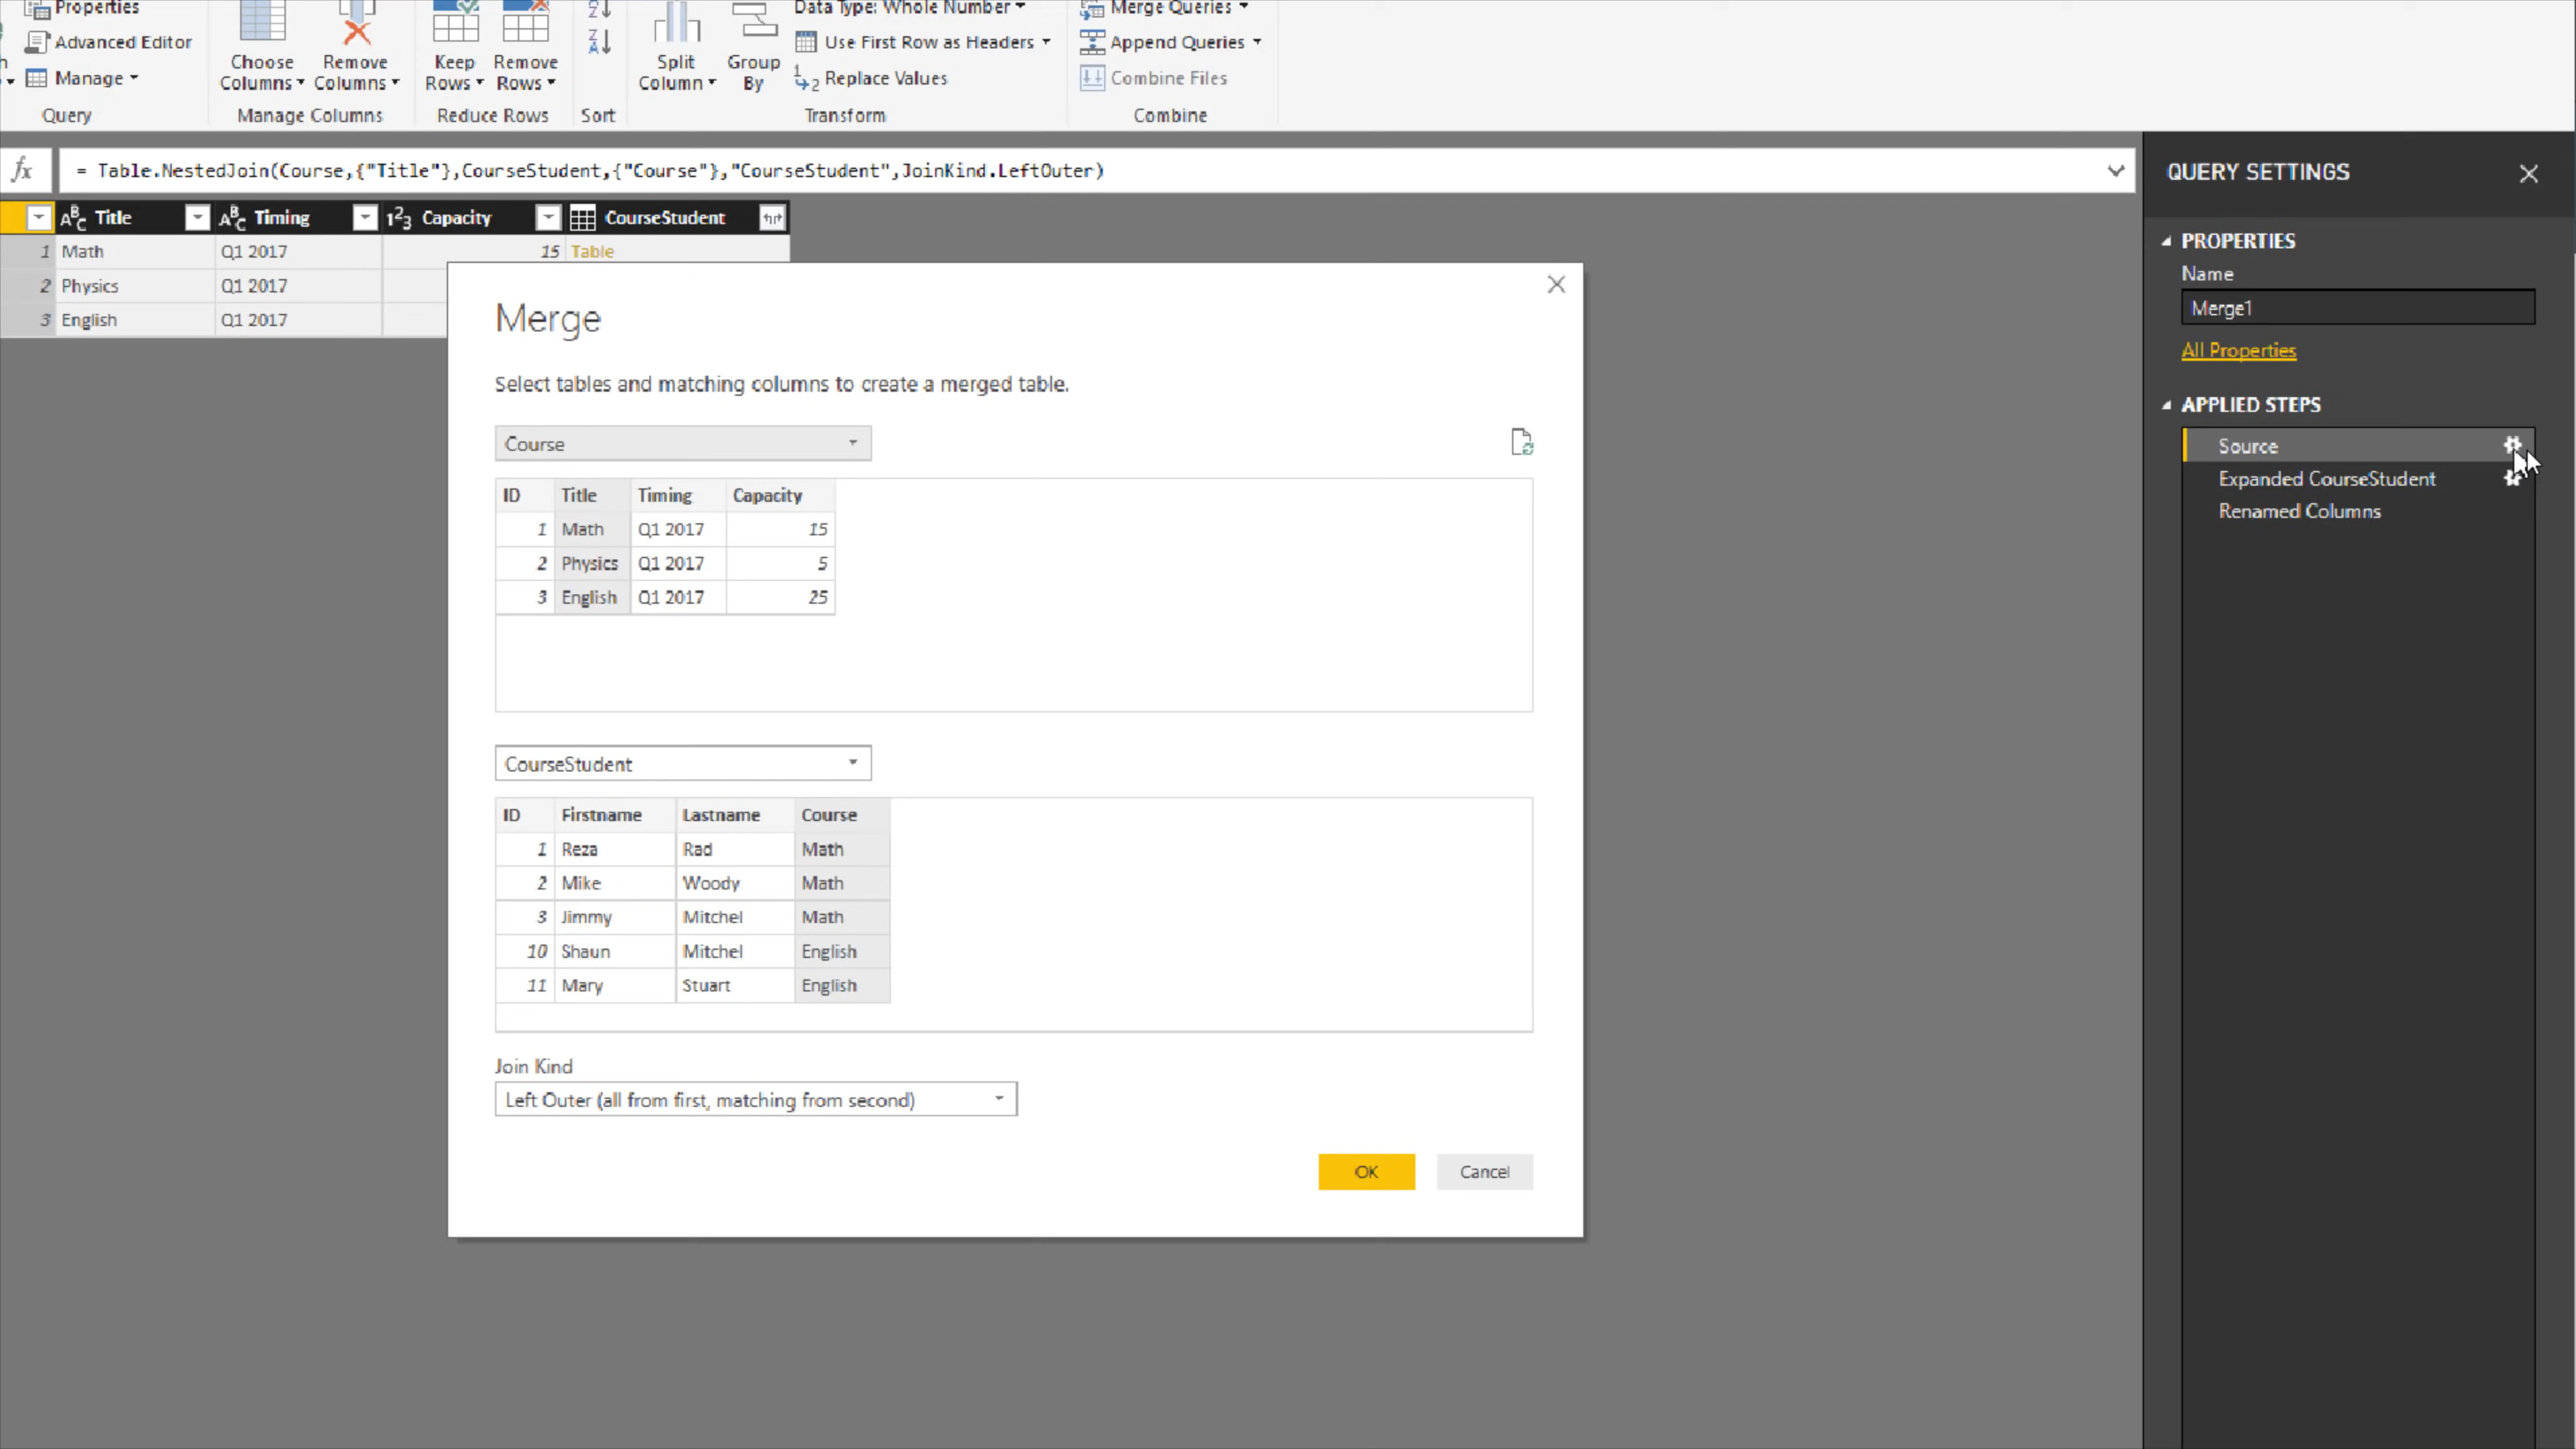 Properties
Advanced Editor
Manage
Query
Choose Columns
Remove Columns
Manage Columns
Keep Rows
Remove Rows
Reduce Rows
Sort
Split Column
Group By
Data Type: Whole Number
Use First Row as Headers
Replace Values
Transform
Merge Queries
Append Queries
Combine Files
Combine
fx = Table.NestedJoin(Course,{"Title"},CourseStudent,{"Course"},"CourseStudent",JoinKind.LeftOuter)
Title Timing Capacity CourseStudent
1 Math Q1 2017 15 Table
2 Physics Q1 2017
3 English Q1 2017
Merge
Select tables and matching columns to create a merged table.
Course
ID Title Timing Capacity
1 Math Q1 2017 15
2 Physics Q1 2017 5
3 English Q1 2017 25
CourseStudent
ID Firstname Lastname Course
1 Reza Rad Math
2 Mike Woody Math
3 Jimmy Mitchel Math
10 Shaun Mitchel English
11 Mary Stuart English
Join Kind
Left Outer (all from first, matching from second)
OK Cancel
QUERY SETTINGS
PROPERTIES
Name
Merge1
All Properties
APPLIED STEPS
Source
Expanded CourseStudent
Renamed Columns